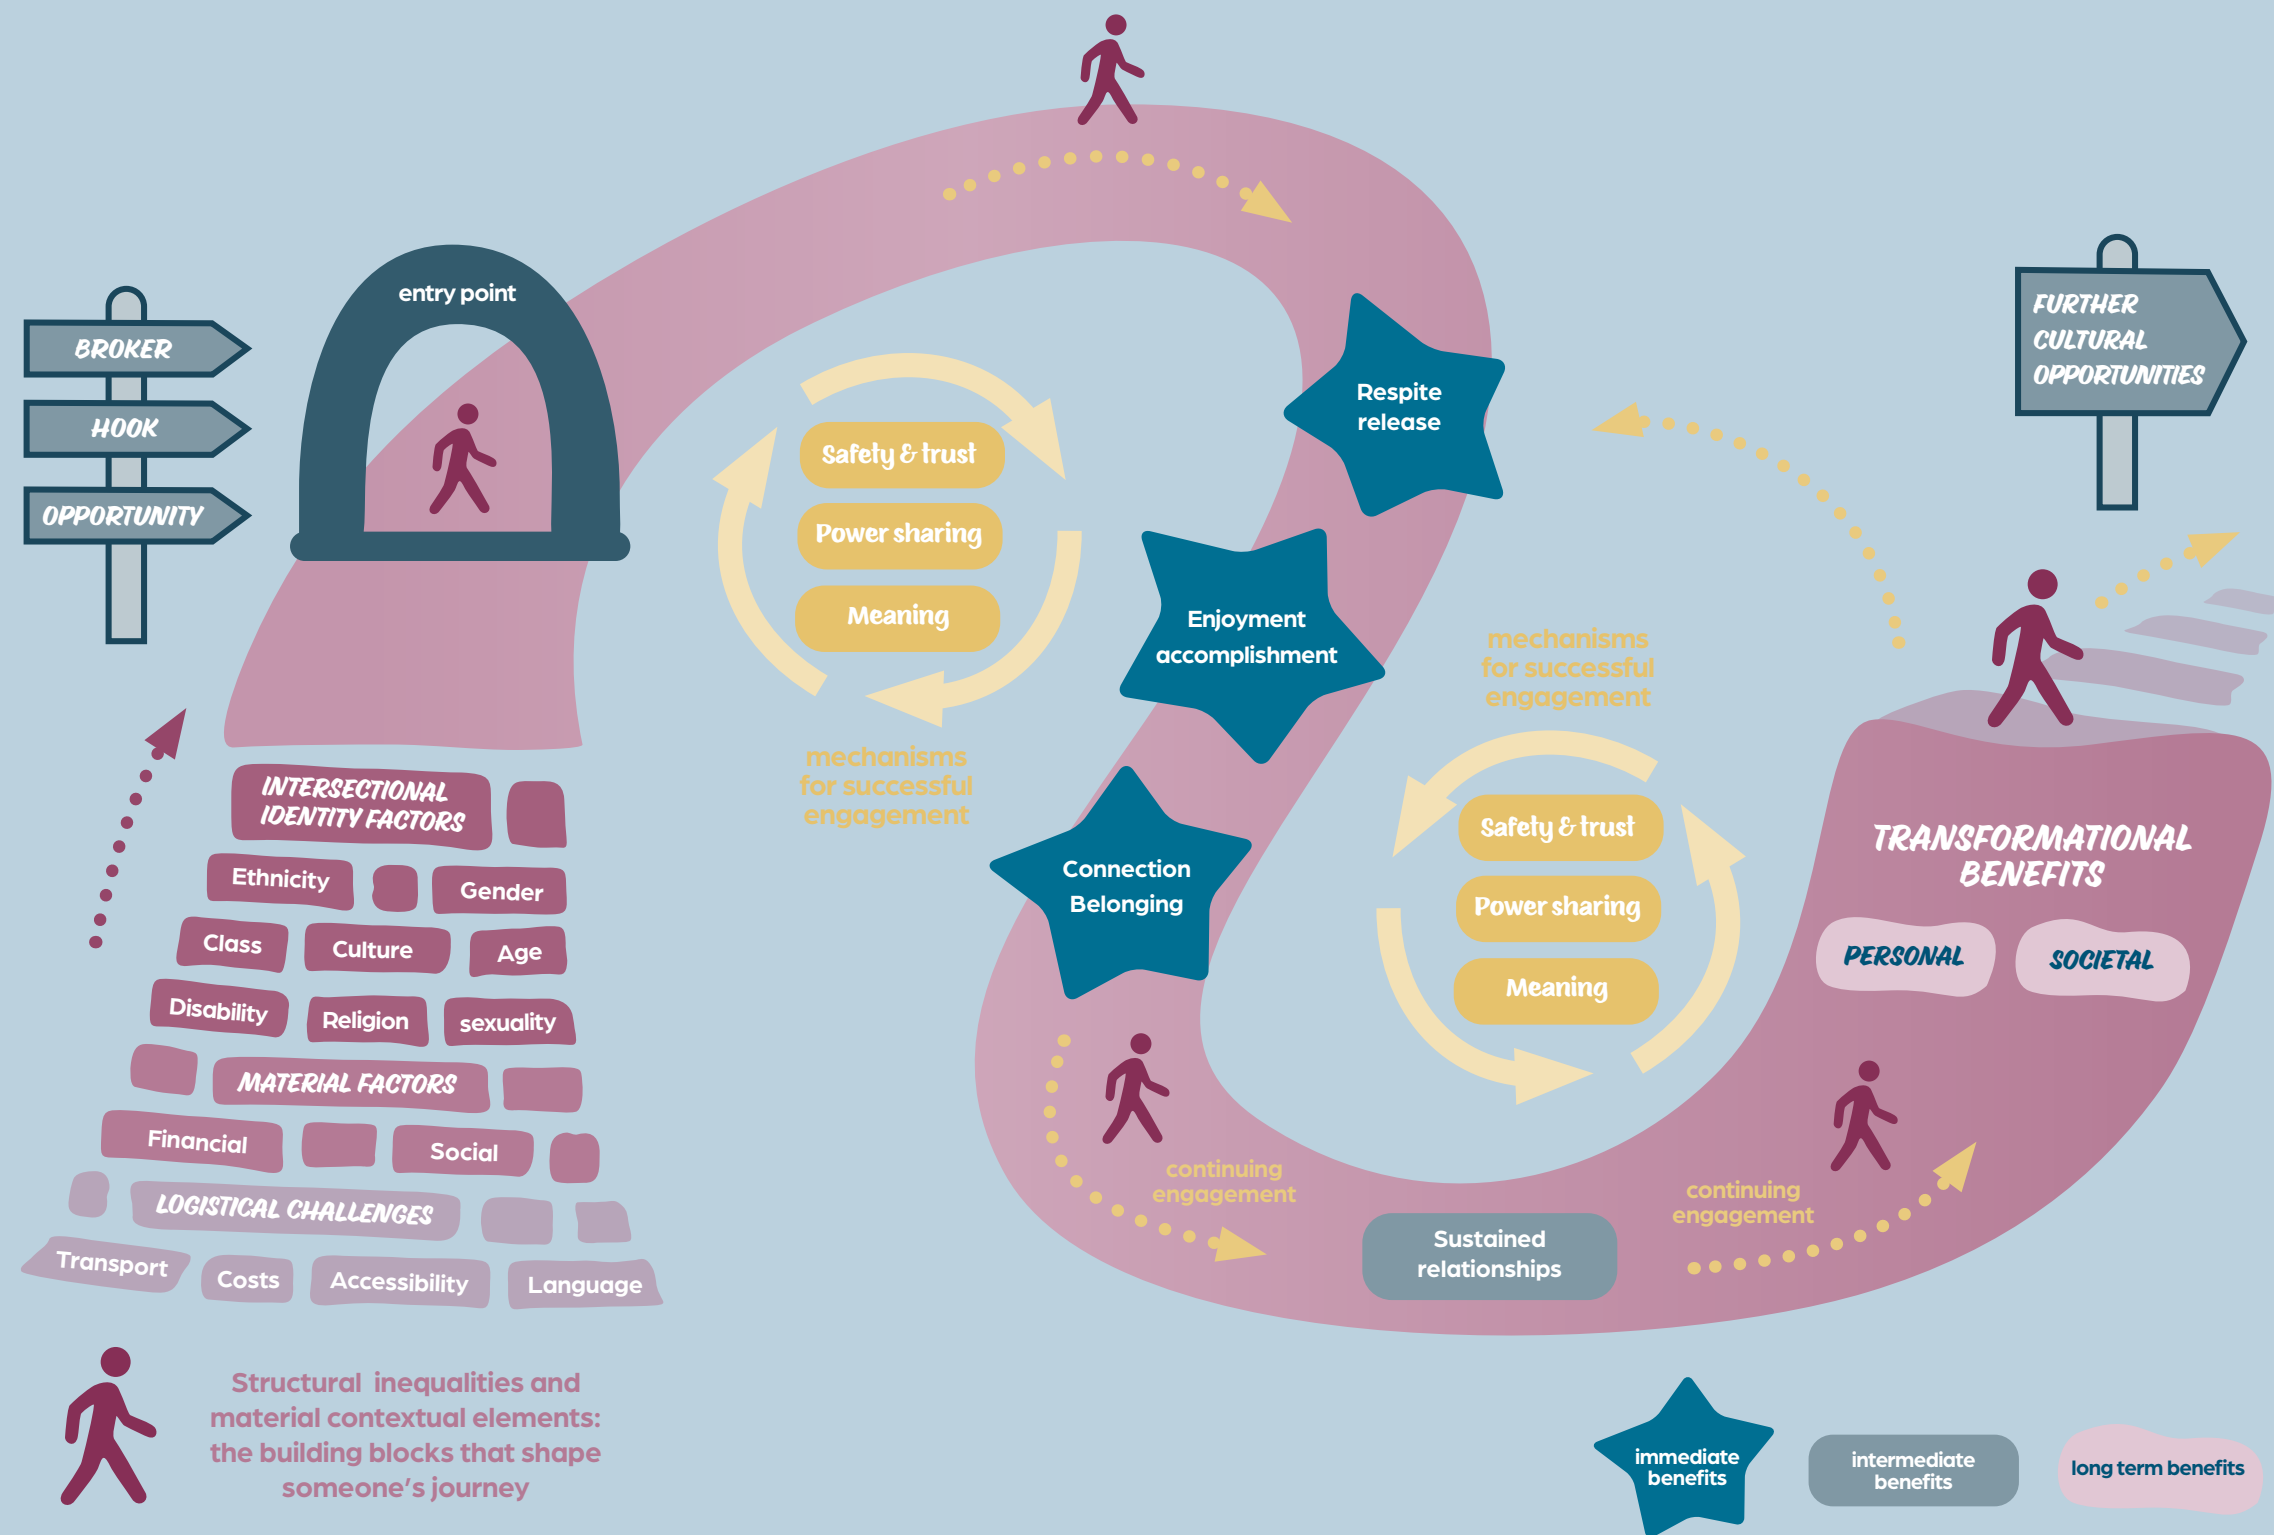 BROKER
HOOK
OPPORTUNITY
entry point
INTERSECTIONAL
IDENTITY FACTORS
Ethnicity
Gender
Class
Culture
Age
Disability
Religion
sexuality
MATERIAL FACTORS
Financial
Social
LOGISTICAL CHALLENGES
Transport
Costs
Accessibility
Language
Structural inequalities and
material contextual elements:
the building blocks that shape
someone's journey
Safety & trust
Power sharing
Meaning
mechanisms
for successful
engagement
Respite
release
Enjoyment
accomplishment
Connection
Belonging
continuing
engagement
mechanisms
for successful
engagement
Safety & trust
Power sharing
Meaning
Sustained
relationships
continuing
engagement
TRANSFORMATIONAL
BENEFITS
PERSONAL
SOCIETAL
FURTHER
CULTURAL
OPPORTUNITIES
immediate
benefits
intermediate
benefits
long term benefits